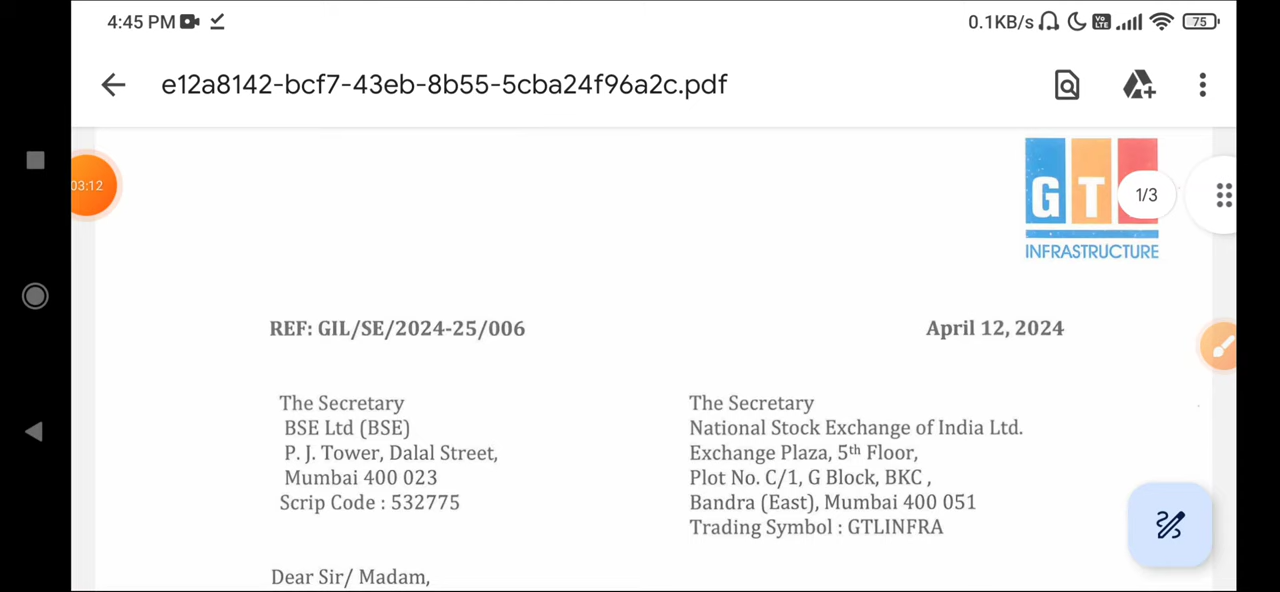 4:45 PM
0.1KB/s
Vo LTE
75
e12a8142-bcf7-43eb-8b55-5cba24f96a2c.pdf
03:12
GT
1/3
INFRASTRUCTURE
REF: GIL/SE/2024-25/006
April 12, 2024
The Secretary
BSE Ltd (BSE)
P. J. Tower, Dalal Street,
Mumbai 400 023
Scrip Code : 532775
The Secretary
National Stock Exchange of India Ltd.
Exchange Plaza, 5th Floor,
Plot No. C/1, G Block, BKC ,
Bandra (East), Mumbai 400 051
Trading Symbol : GTLINFRA
Dear Sir/ Madam,